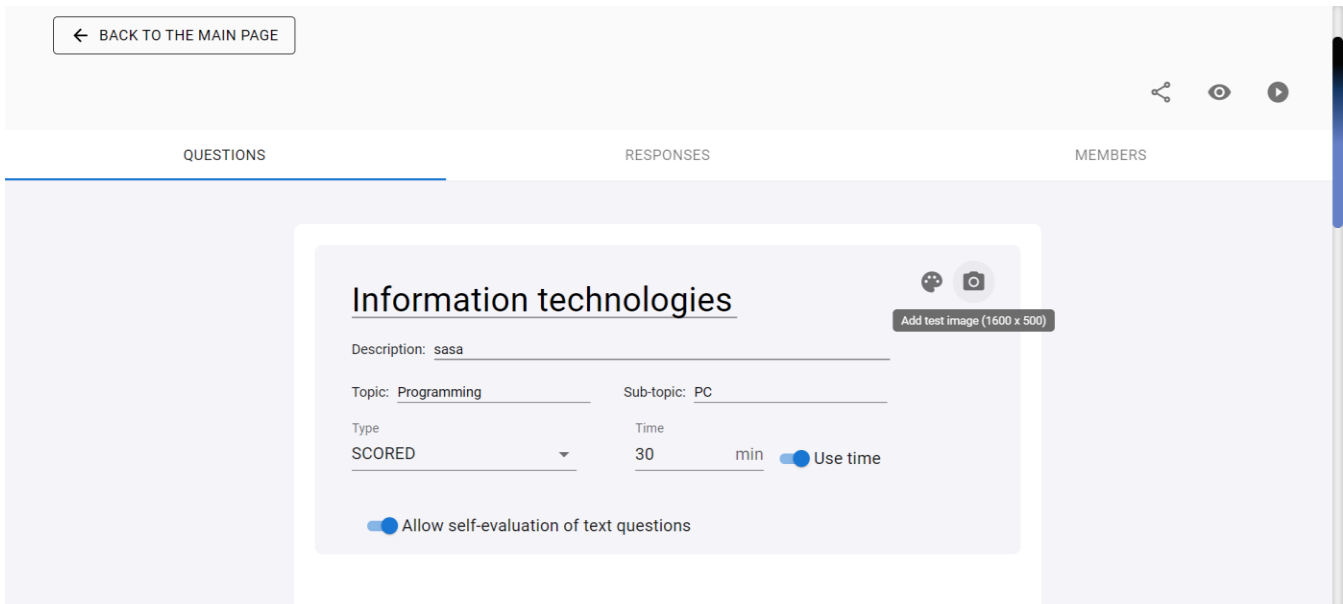 BACK TO THE MAIN PAGE
QUESTIONS RESPONSES MEMBERS
Information technologies
Add test image (1600 x 500)
Description: sasa
Topic: Programming Sub-topic: PC
Type Time
SCORED 30 min Use time
Allow self-evaluation of text questions